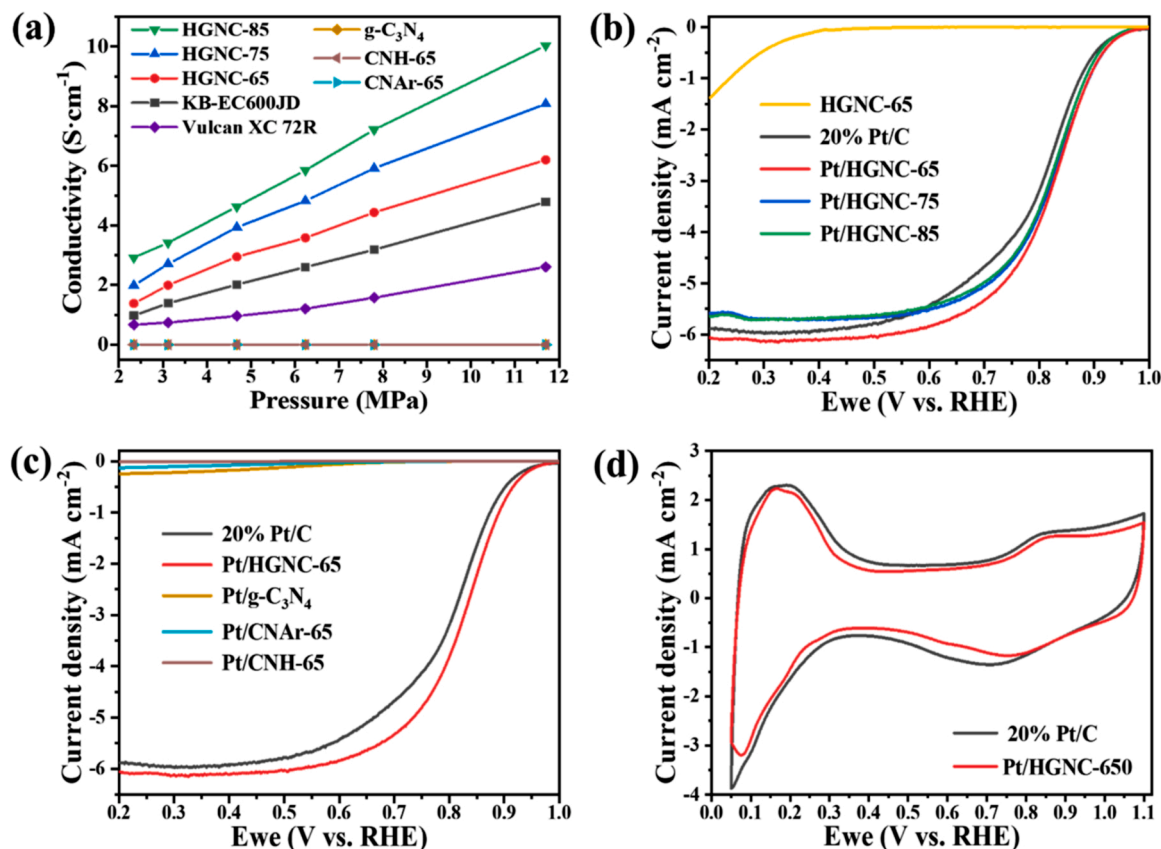 (a)
HGNC-85
HGNC-75
HGNC-65
KB-EC600JD
Vulcan XC 72R
g-C₃N₄
CNH-65
CNAr-65
Conductivity (S·cm⁻¹)
10
8
6
4
2
0
2 3 4 5 6 7 8 9 10 11 12
Pressure (MPa)
(b)
HGNC-65
20% Pt/C
Pt/HGNC-65
Pt/HGNC-75
Pt/HGNC-85
Current density (mA cm⁻²)
0
-1
-2
-3
-4
-5
-6
0.2 0.3 0.4 0.5 0.6 0.7 0.8 0.9 1.0
Ewe (V vs. RHE)
(c)
20% Pt/C
Pt/HGNC-65
Pt/g-C₃N₄
Pt/CNAr-65
Pt/CNH-65
Current density (mA cm⁻²)
0
-1
-2
-3
-4
-5
-6
0.2 0.3 0.4 0.5 0.6 0.7 0.8 0.9 1.0
Ewe (V vs. RHE)
(d)
20% Pt/C
Pt/HGNC-650
Current density (mA cm⁻²)
3
2
1
0
-1
-2
-3
-4
0.0 0.1 0.2 0.3 0.4 0.5 0.6 0.7 0.8 0.9 1.0 1.1
Ewe (V vs. RHE)